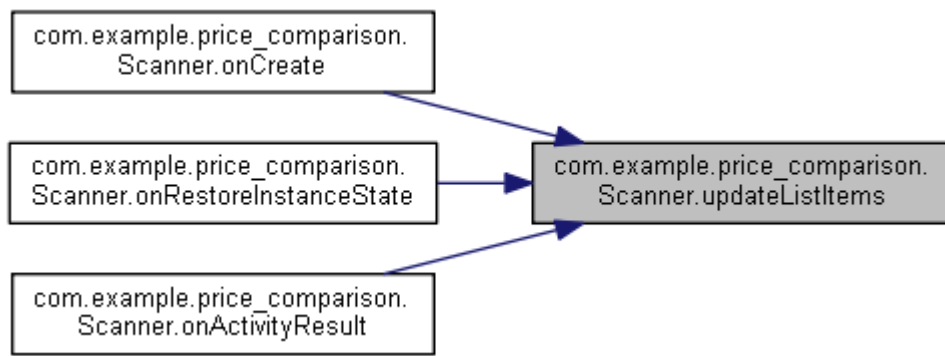 com.example.price_comparison.
Scanner.onCreate
com.example.price_comparison.
Scanner.onRestoreInstanceState
com.example.price_comparison.
Scanner.updateListItems
com.example.price_comparison.
Scanner.onActivityResult